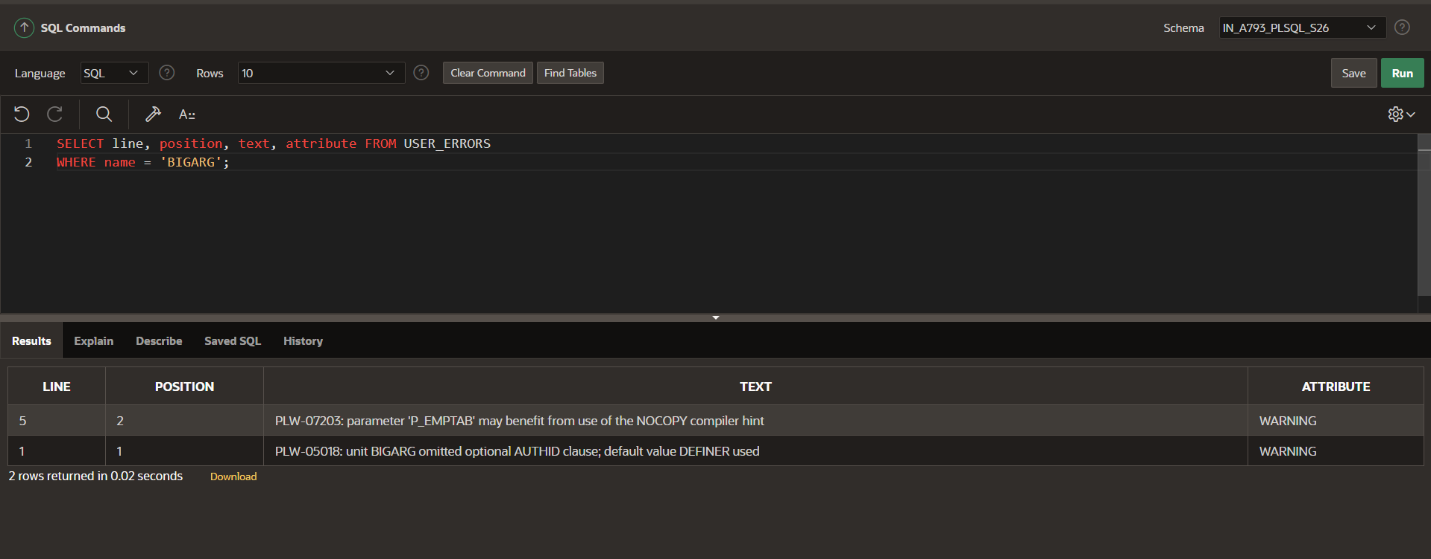 SQL Commands
Schema IN_A793_PLSQL_S26
Language SQL Rows 10 Clear Command Find Tables Save Run
A::
1 SELECT line, position, text, attribute FROM USER_ERRORS
2 WHERE name = 'BIGARG';
Results Explain Describe Saved SQL History
LINE POSITION TEXT ATTRIBUTE
5 2 PLW-07203: parameter 'P_EMPTAB' may benefit from use of the NOCOPY compiler hint WARNING
1 1 PLW-05018: unit BIGARG omitted optional AUTHID clause; default value DEFINER used WARNING
2 rows returned in 0.02 seconds Download